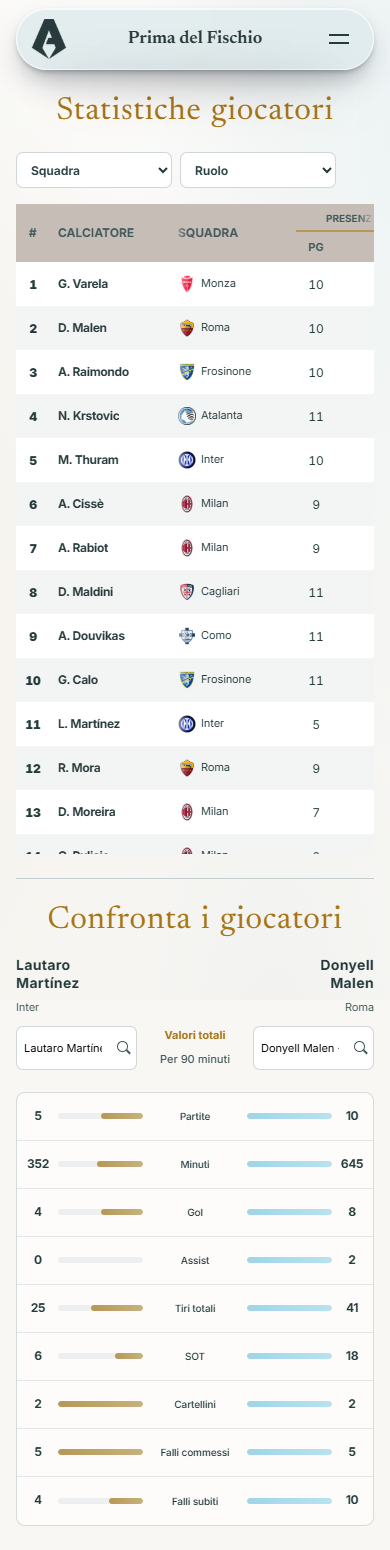 Prima del Fischio
Statistiche giocatori
Squadra Ruolo
# CALCIATORE SQUADRA PRESENZ
PG
1 G. Varela Monza 10
2 D. Malen Roma 10
3 A. Raimondo Frosinone 10
4 N. Krstovic Atalanta 11
5 M. Thuram Inter 10
6 A. Cissè Milan 9
7 A. Rabiot Milan 9
8 D. Maldini Cagliari 11
9 A. Douvikas Como 11
10 G. Calo Frosinone 11
11 L. Martínez Inter 5
12 R. Mora Roma 9
13 D. Moreira Milan 7
Confronta i giocatori
Lautaro Martínez
Inter
Donyell Malen
Roma
Lautaro Martíne
Valori totali
Per 90 minuti
Donyell Malen ·
5 Partite 10
352 Minuti 645
4 Gol 8
0 Assist 2
25 Tiri totali 41
6 SOT 18
2 Cartellini 2
5 Falli commessi 5
4 Falli subiti 10